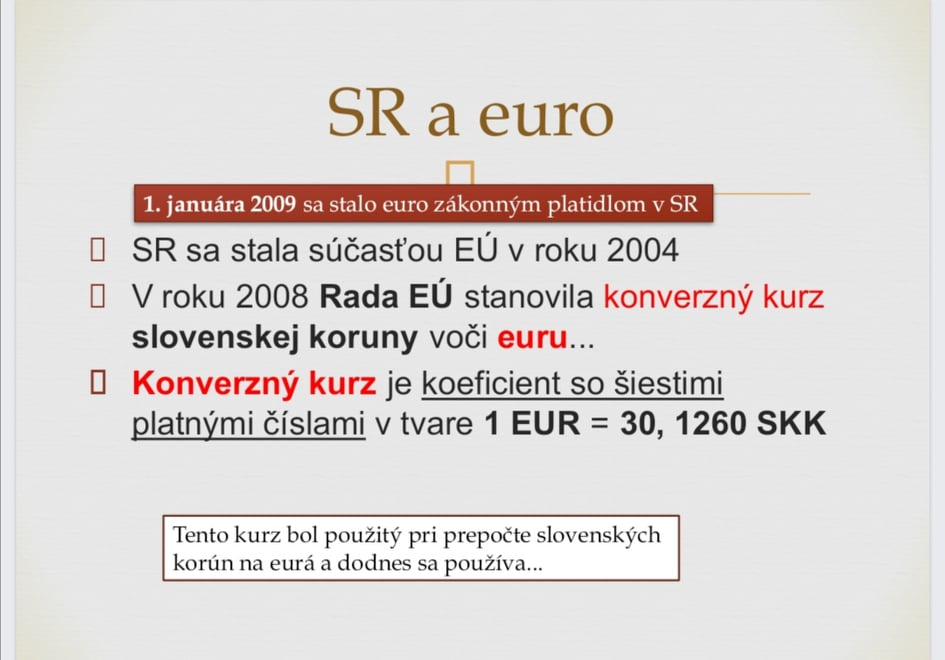 SR a euro
1. januára 2009 sa stalo euro zákonným platidlom v SR
SR sa stala súčasťou EÚ v roku 2004
V roku 2008 Rada EÚ stanovila konverzný kurz
slovenskej koruny voči euru...
Konverzný kurz je koeficient so šiestimi
platnými číslami v tvare 1 EUR = 30, 1260 SKK
Tento kurz bol použitý pri prepočte slovenských
korún na eurá a dodnes sa používa...